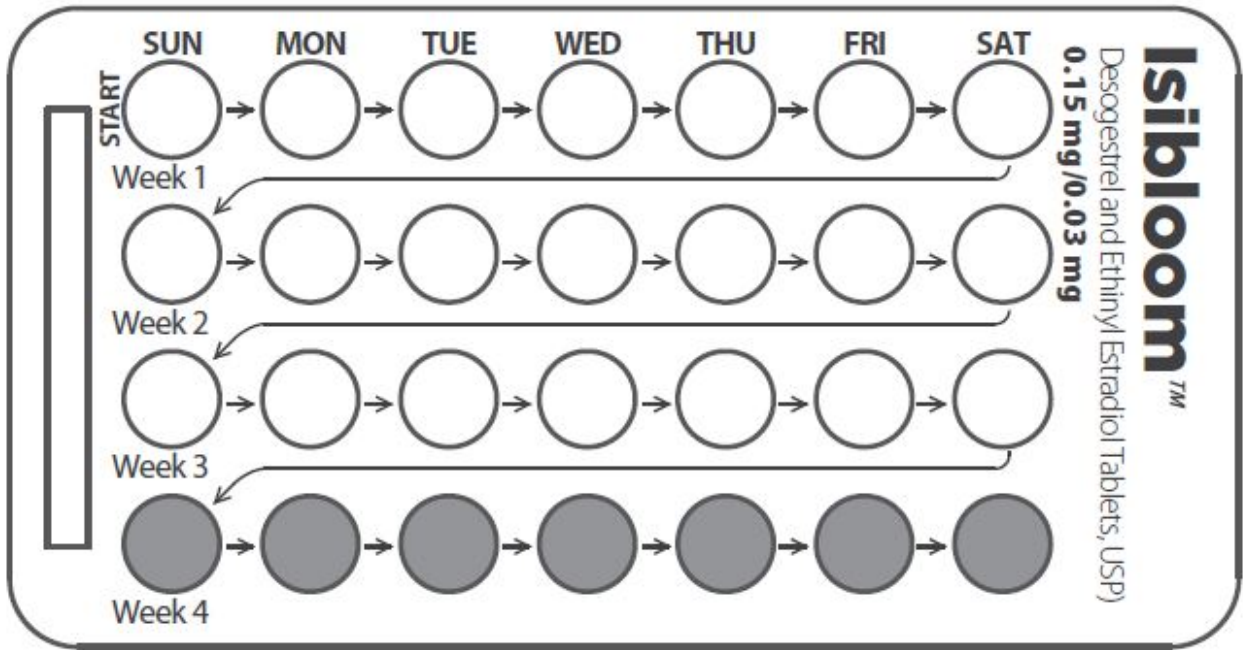 SUN MON TUE WED THU FRI SAT
START
Week 1
Week 2
Week 3
Week 4
Isibloom™
Desogestrel and Ethinyl Estradiol Tablets, USP)
0.15 mg/0.03 mg